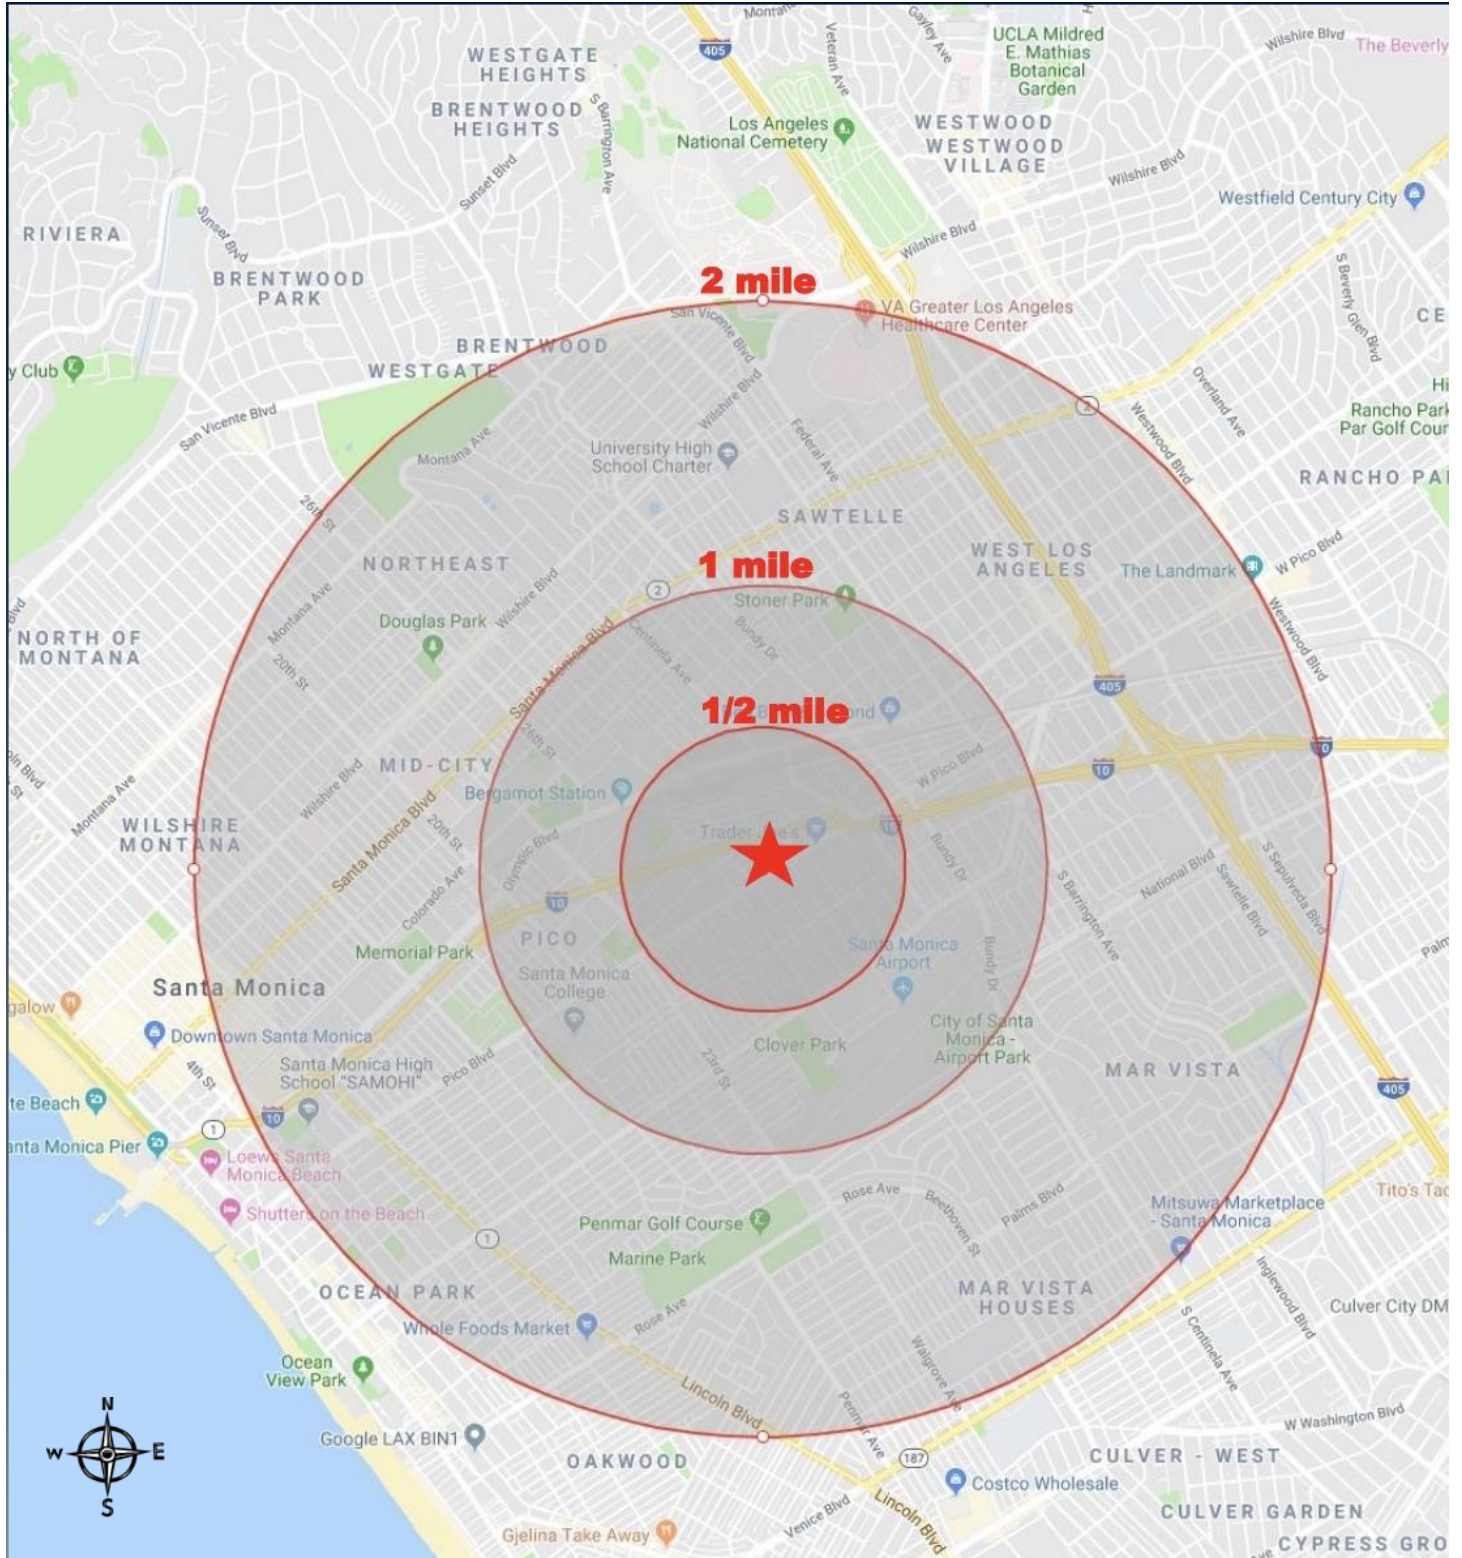 Montana
405
Veteran Ave
Gayley Ave
UCLA Mildred
E. Mathias
Botanical
Garden
Wilshire Blvd
The Beverly
WESTGATE
HEIGHTS
BRENTWOOD
HEIGHTS
S Barrington Ave
Los Angeles
National Cemetery
WESTWOOD
WESTWOOD
VILLAGE
Wilshire Blvd
Sunset Blvd
Westfield Century City
RIVIERA
Sunset Blvd
BRENTWOOD
PARK
Wilshire Blvd
S Beverly Glen Blvd
2 mile
San Vicente Blvd
VA Greater Los Angeles
Healthcare Center
CE
BRENTWOOD
WESTGATE
y Club
San Vicente Blvd
Wilshire Blvd
2
Overland Ave
Westwood Blvd
Hi
Rancho Park
Par Golf Cour
Montana Ave
University High
School Charter
Federal Ave
RANCHO PA
26th St
SAWTELLE
NORTHEAST
WEST LOS
ANGELES
W Pico Blvd
The Landmark
1 mile
2
Stoner Park
Wilshire Blvd
Montana Ave
Douglas Park
Centinela Ave
Bundy Dr
Westwood Blvd
NORTH OF
MONTANA
20th St
Santa Monica Blvd
405
1/2 mile
ond
26th St
MID-CITY
W Pico Blvd
10
10
Bergamot Station
Wilshire Blvd
Montana Ave
WILSHIRE
MONTANA
Santa Monica Blvd
20th St
Olympic Blvd
Trader Joe's
10
Bundy Dr
Colorado Ave
10
S Barrington Ave
National Blvd
Sawtelle Blvd
S Sepulveda Blvd
PICO
Memorial Park
Santa Monica
College
Santa Monica
Airport
Bundy Dr
Palm
Santa Monica
galow
Downtown Santa Monica
Clover Park
City of Santa
Monica -
Airport Park
4th St
Santa Monica High
School "SAMOHI"
Pico Blvd
23rd St
MAR VISTA
405
te Beach
10
1
anta Monica Pier
Loews Santa
Monica Beach
Shutters on the Beach
Rose Ave
Beethoven St
Palms Blvd
Mitsuwa Marketplace
- Santa Monica
Tito's Tac
Penmar Golf Course
Marine Park
1
OCEAN PARK
MAR VISTA
HOUSES
Inglewood Blvd
Culver City DM
Whole Foods Market
Rose Ave
Walgrove Ave
S Centinela Ave
Ocean
View Park
Lincoln Blvd
Penmar Ave
N
W
E
S
Google LAX BIN1
OAKWOOD
187
W Washington Blvd
CULVER - WEST
Costco Wholesale
Lincoln Blvd
Venice Blvd
CULVER GARDEN
Gjelina Take Away
CYPRESS GRO